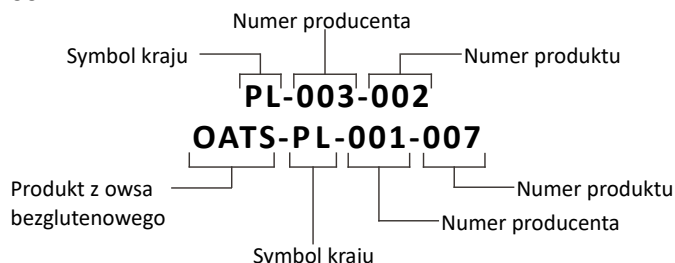 Numer producenta
Symbol kraju
Numer produktu
PL-003-002
OATS-PL-001-007
Produkt z owsa
bezglutenowego
Numer produktu
Numer producenta
Symbol kraju